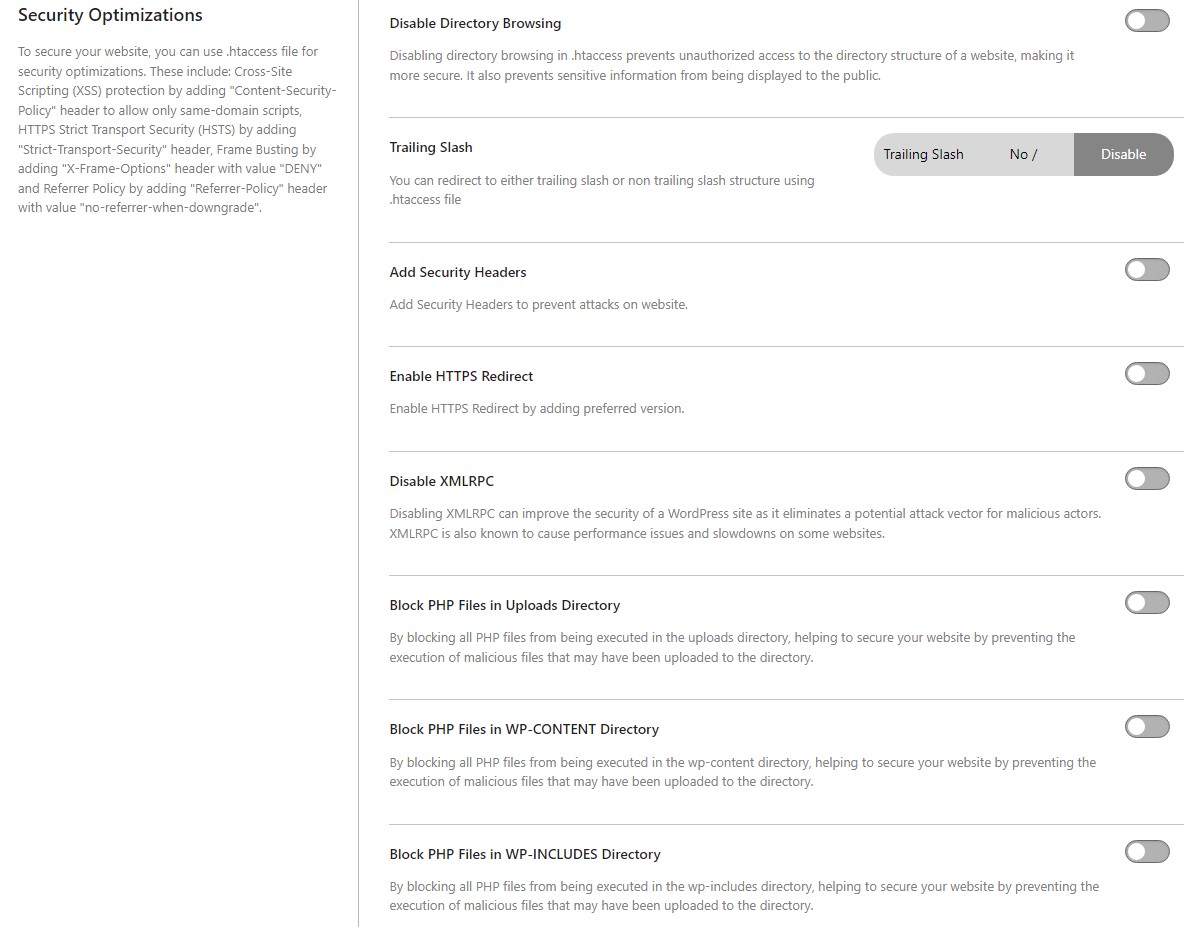 Security Optimizations
To secure your website, you can use .htaccess file for
security optimizations. These include: Cross-Site
Scripting (XSS) protection by adding "Content-Security-
Policy" header to allow only same-domain scripts,
HTTPS Strict Transport Security (HSTS) by adding
"Strict-Transport-Security" header, Frame Busting by
adding "X-Frame-Options" header with value "DENY"
and Referrer Policy by adding "Referrer-Policy" header
with value "no-referrer-when-downgrade".
Disable Directory Browsing
Disabling directory browsing in .htaccess prevents unauthorized access to the directory structure of a website, making it
more secure. It also prevents sensitive information from being displayed to the public.
Trailing Slash
You can redirect to either trailing slash or non trailing slash structure using
.htaccess file
Trailing Slash No / Disable
Add Security Headers
Add Security Headers to prevent attacks on website.
Enable HTTPS Redirect
Enable HTTPS Redirect by adding preferred version.
Disable XMLRPC
Disabling XMLRPC can improve the security of a WordPress site as it eliminates a potential attack vector for malicious actors.
XMLRPC is also known to cause performance issues and slowdowns on some websites.
Block PHP Files in Uploads Directory
By blocking all PHP files from being executed in the uploads directory, helping to secure your website by preventing the
execution of malicious files that may have been uploaded to the directory.
Block PHP Files in WP-CONTENT Directory
By blocking all PHP files from being executed in the wp-content directory, helping to secure your website by preventing the
execution of malicious files that may have been uploaded to the directory.
Block PHP Files in WP-INCLUDES Directory
By blocking all PHP files from being executed in the wp-includes directory, helping to secure your website by preventing the
execution of malicious files that may have been uploaded to the directory.